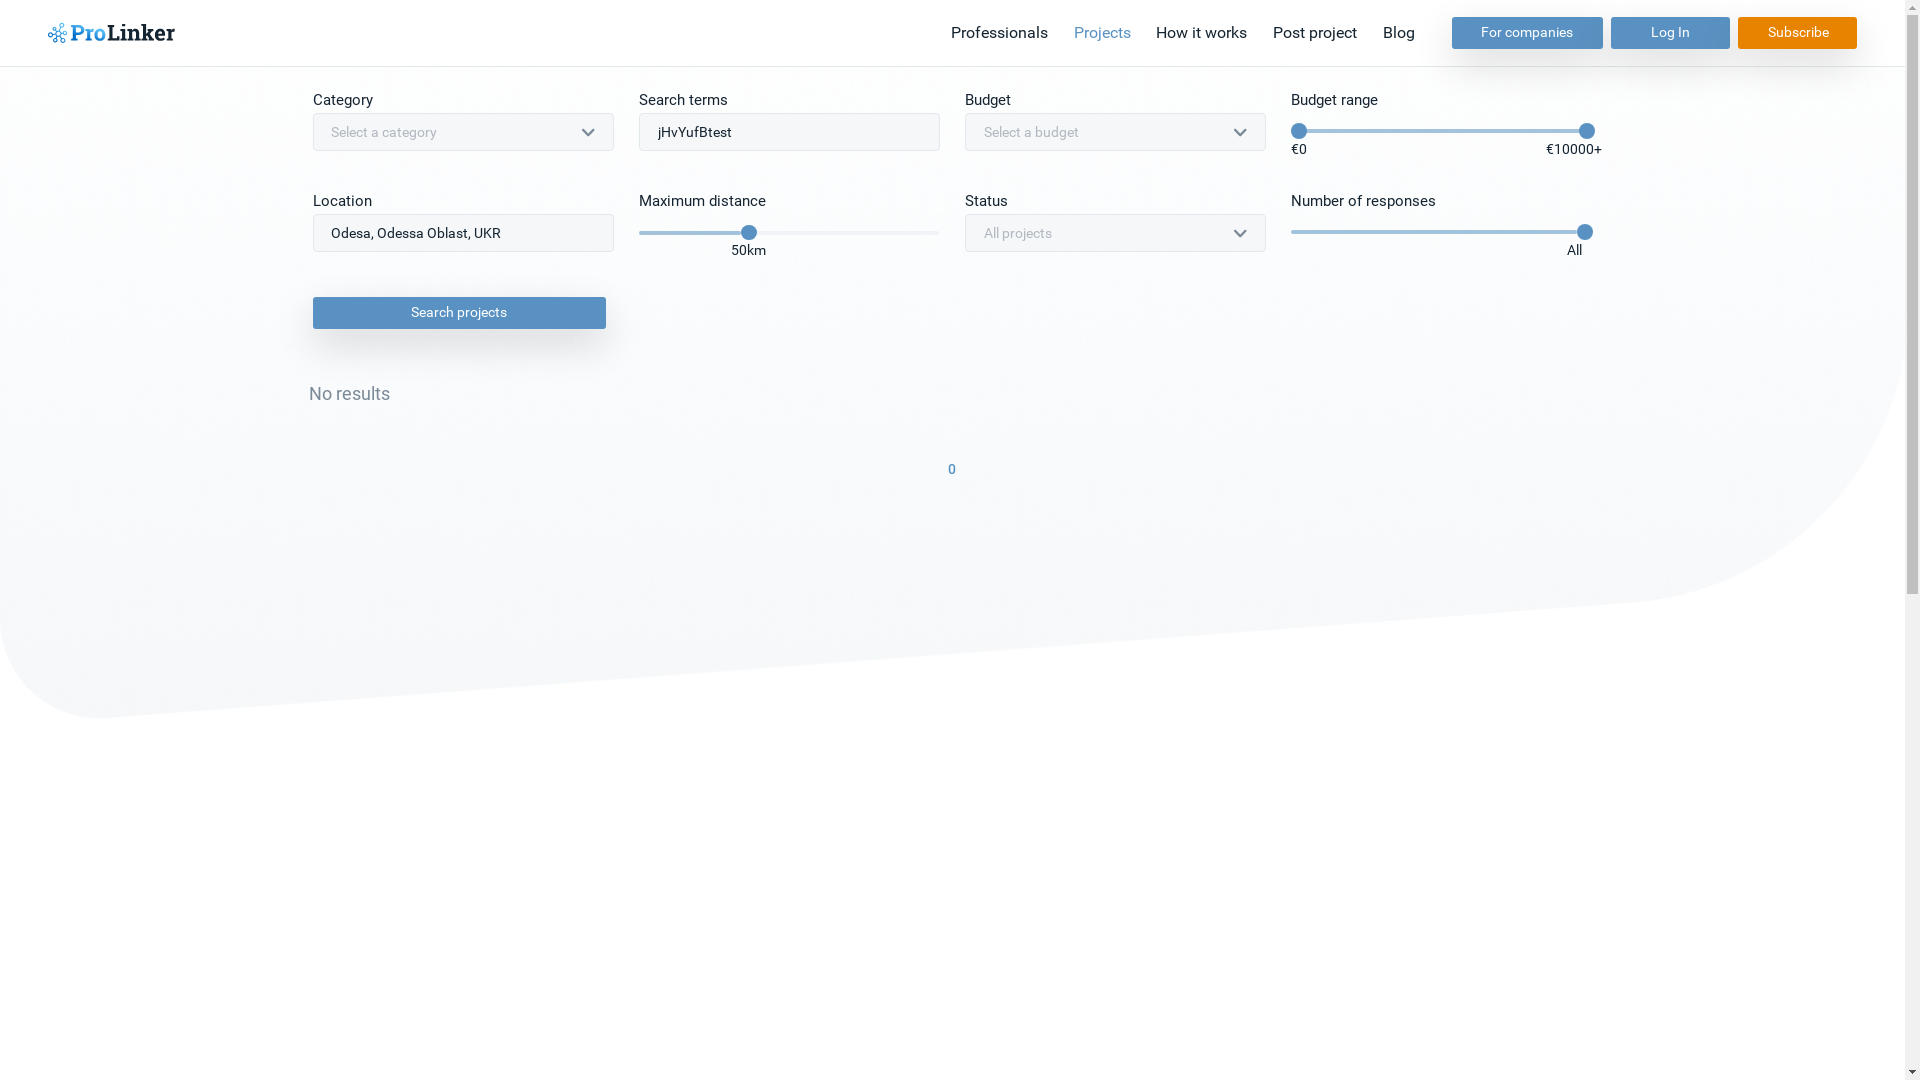 ProLinker
Professionals Projects How it works Post project Blog For companies Log In Subscribe
Category Search terms Budget Budget range
Select a category jHvYufBtest Select a budget
€0 €10000+
Location Maximum distance Status Number of responses
Odesa, Odessa Oblast, UKR All projects
50km All
Search projects
No results
0